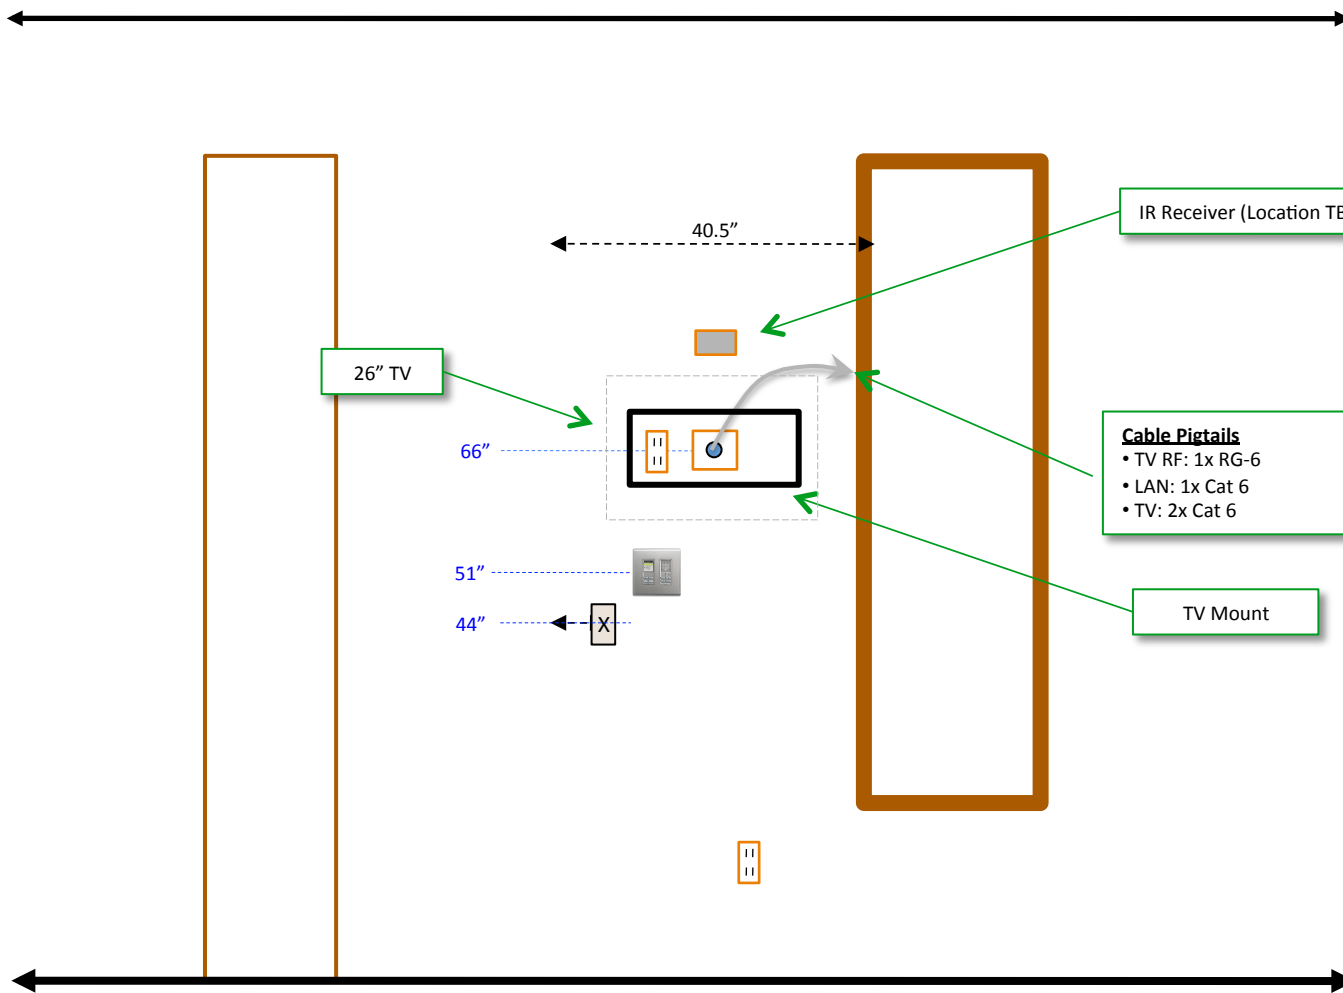 40.5”
IR Receiver (Location TB
26” TV
66”
Cable Pigtails
• TV RF: 1x RG-6
• LAN: 1x Cat 6
• TV: 2x Cat 6
51”
44”
X
TV Mount